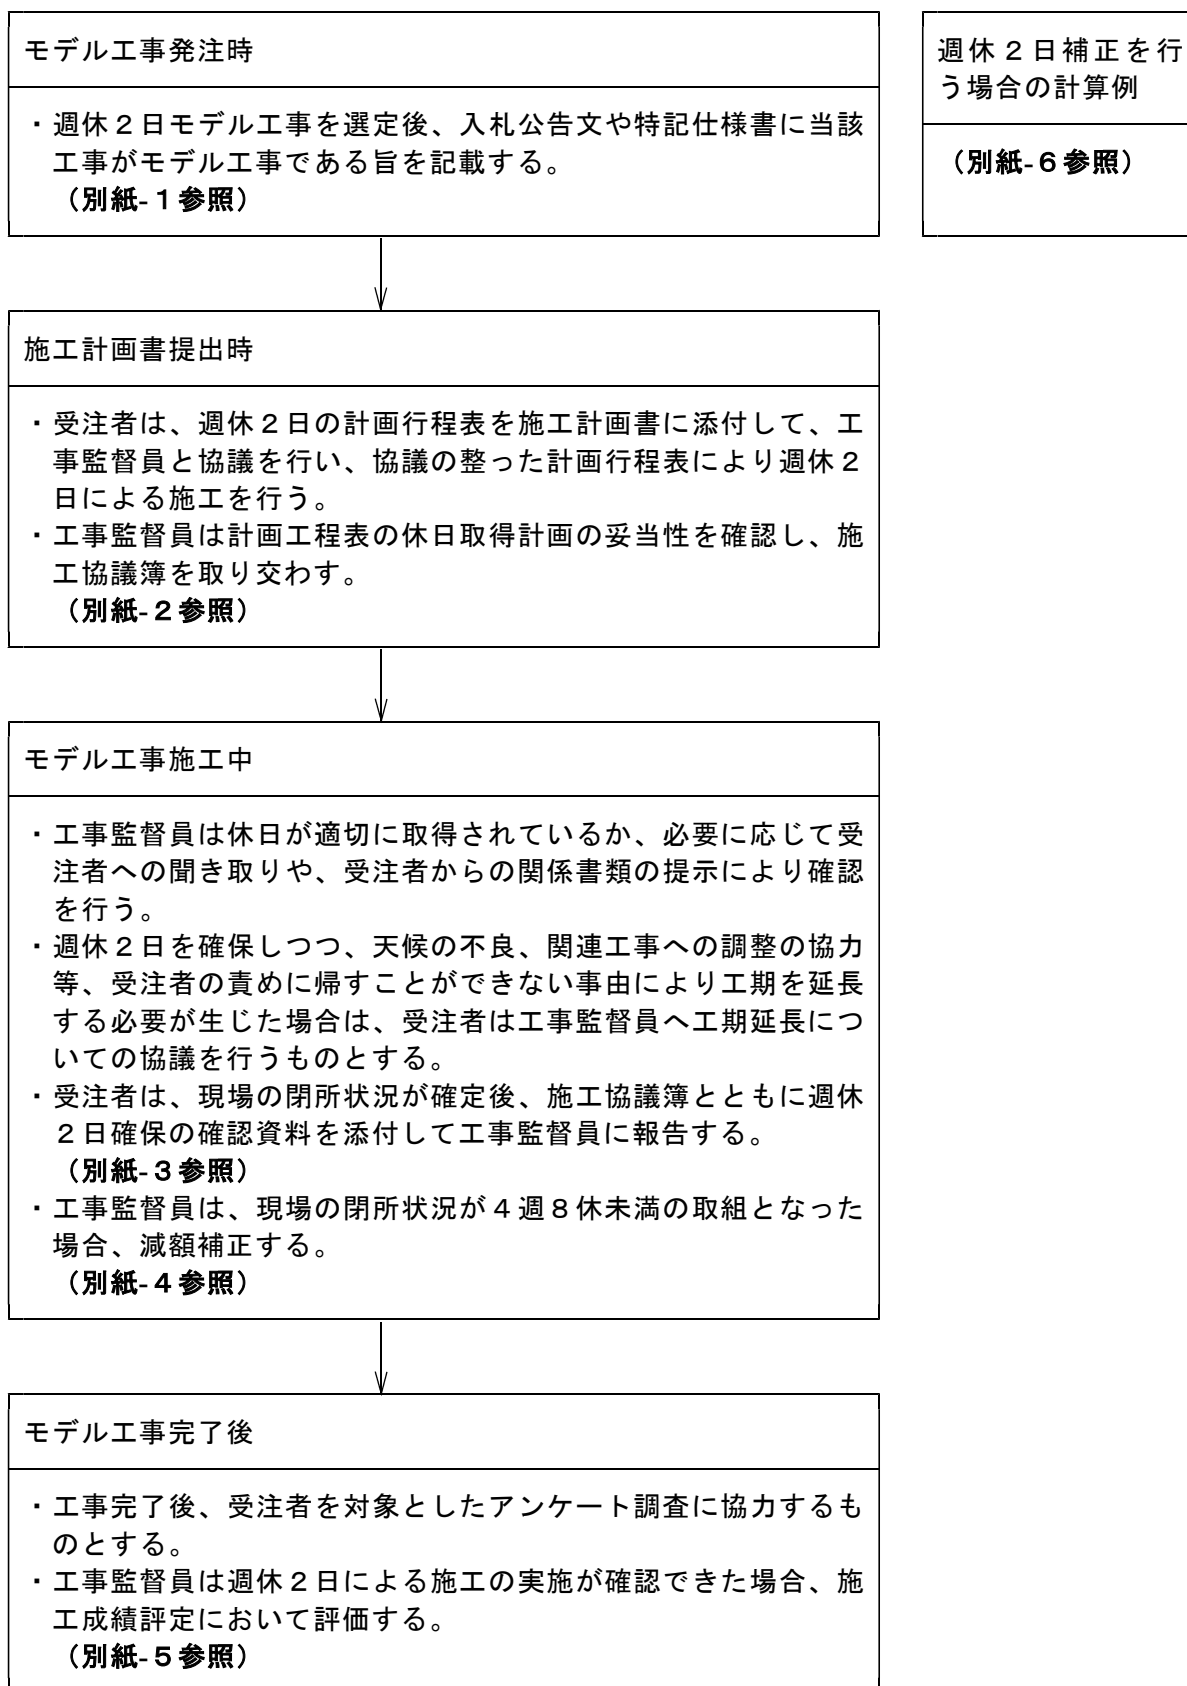 モデル工事発注時
・週休２日モデル工事を選定後、入札公告文や特記仕様書に当該
工事がモデル工事である旨を記載する。
（別紙-１参照）
週休２日補正を行
う場合の計算例
（別紙-６参照）
施工計画書提出時
・受注者は、週休２日の計画行程表を施工計画書に添付して、工
事監督員と協議を行い、協議の整った計画行程表により週休２
日による施工を行う。
・工事監督員は計画工程表の休日取得計画の妥当性を確認し、施
工協議簿を取り交わす。
（別紙-２参照）
モデル工事施工中
・工事監督員は休日が適切に取得されているか、必要に応じて受
注者への聞き取りや、受注者からの関係書類の提示により確認
を行う。
・週休２日を確保しつつ、天候の不良、関連工事への調整の協力
等、受注者の責めに帰すことができない事由により工期を延長
する必要が生じた場合は、受注者は工事監督員へ工期延長につ
いての協議を行うものとする。
・受注者は、現場の閉所状況が確定後、施工協議簿とともに週休
２日確保の確認資料を添付して工事監督員に報告する。
（別紙-３参照）
・工事監督員は、現場の閉所状況が４週８休未満の取組となった
場合、減額補正する。
（別紙-４参照）
モデル工事完了後
・工事完了後、受注者を対象としたアンケート調査に協力するも
のとする。
・工事監督員は週休２日による施工の実施が確認できた場合、施
工成績評定において評価する。
（別紙-５参照）